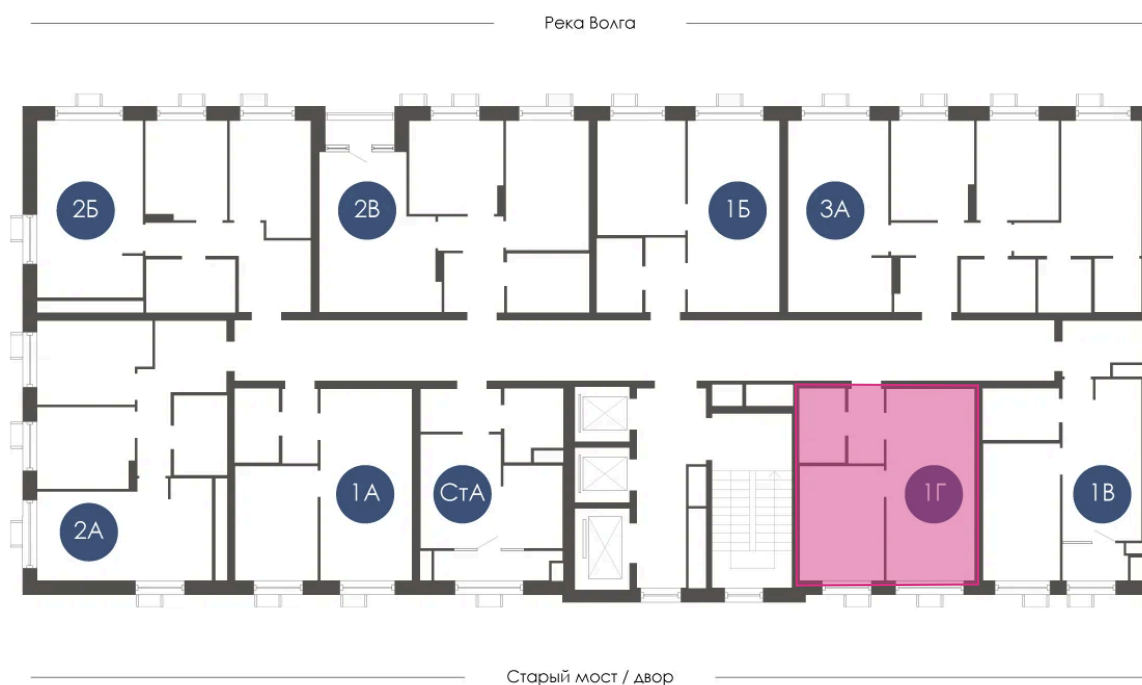 Река Волга
2Б
2В
1Б
3А
2А
1А
СтА
1Г
1В
Старый мост / двор